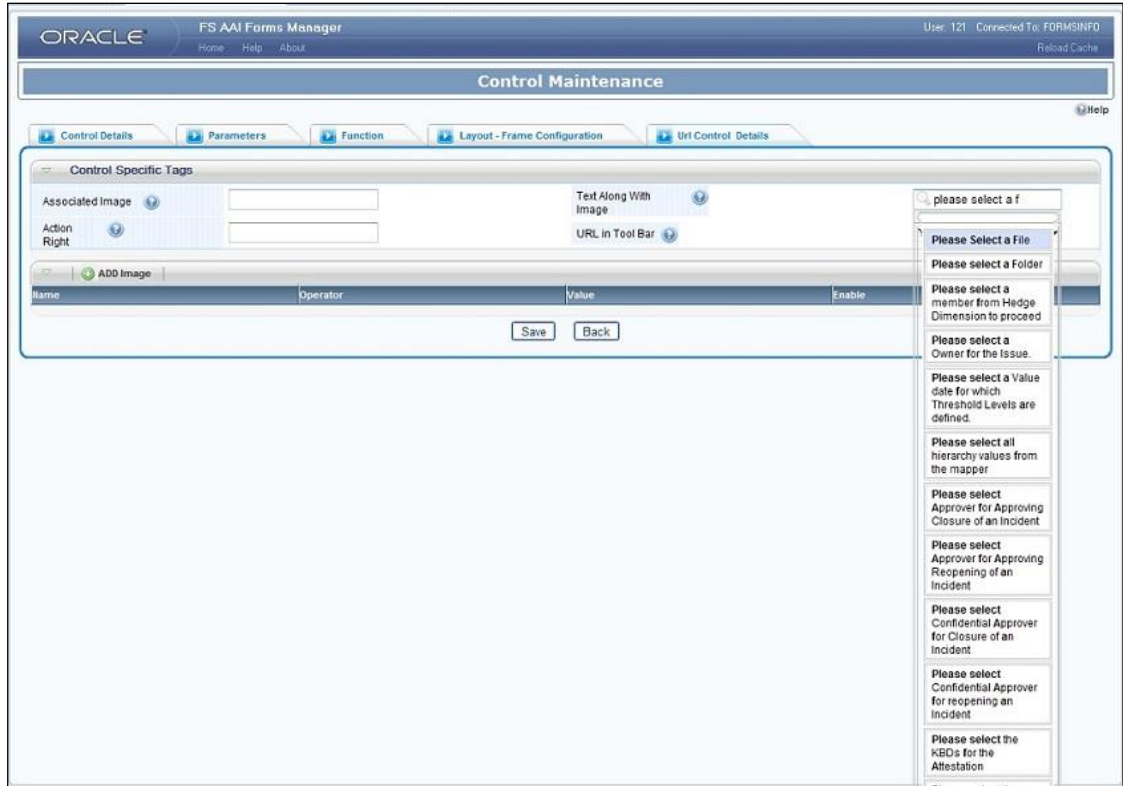 ORACLE
FS AAI Forms Manager
User: 121 Connected To: FORMSINFO
Home Help About
Reload Cache
Control Maintenance
Help
Control Details
Parameters
Function
Layout - Frame Configuration
Url Control Details
Control Specific Tags
Associated Image
Text Along With
Image
please select a f
Action
Right
URL in Tool Bar
ADD Image
Name Operator Value Enable
Save Back
Please Select a File
Please select a Folder
Please select a
member from Hedge
Dimension to proceed
Please select a
Owner for the Issue.
Please select a Value
date for which
Threshold Levels are
defined.
Please select all
hierarchy values from
the mapper
Please select
Approver for Approving
Closure of an Incident
Please select
Approver for Approving
Reopening of an
Incident
Please select
Confidential Approver
for Closure of an
Incident
Please select
Confidential Approver
for reopening an
Incident
Please select the
KBDs for the
Attestation